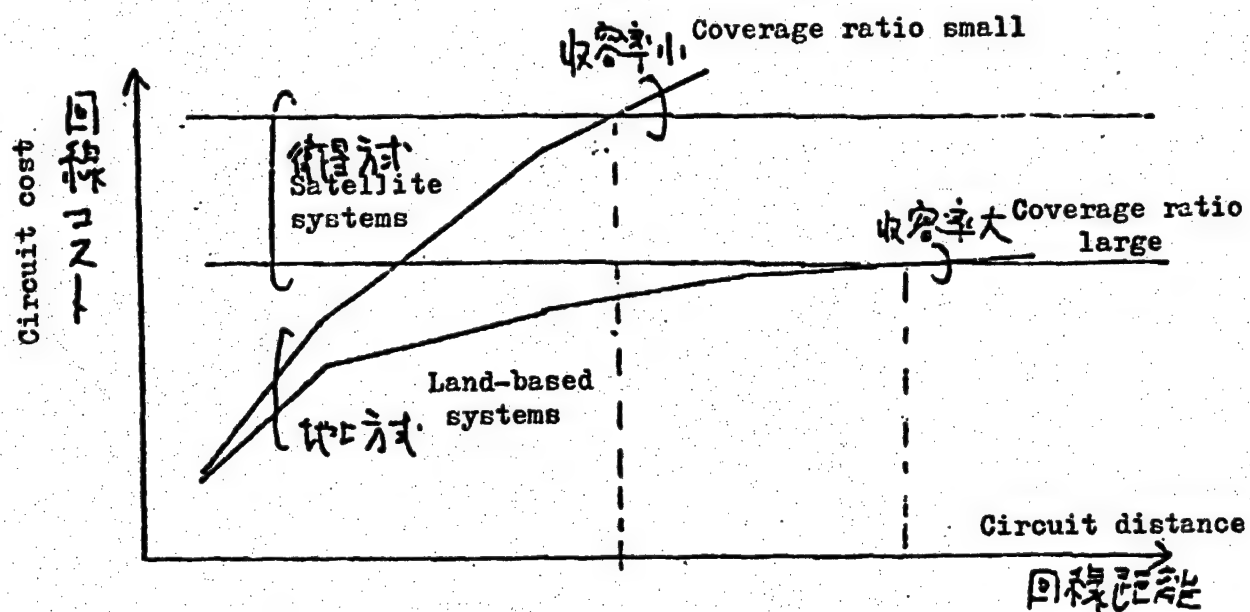 収容率小
Coverage ratio small
Circuit cost
回線コスト
衛星方式
Satellite
systems
収容率大
Coverage ratio
large
Land-based
systems
地上方式
Circuit distance
回線距離